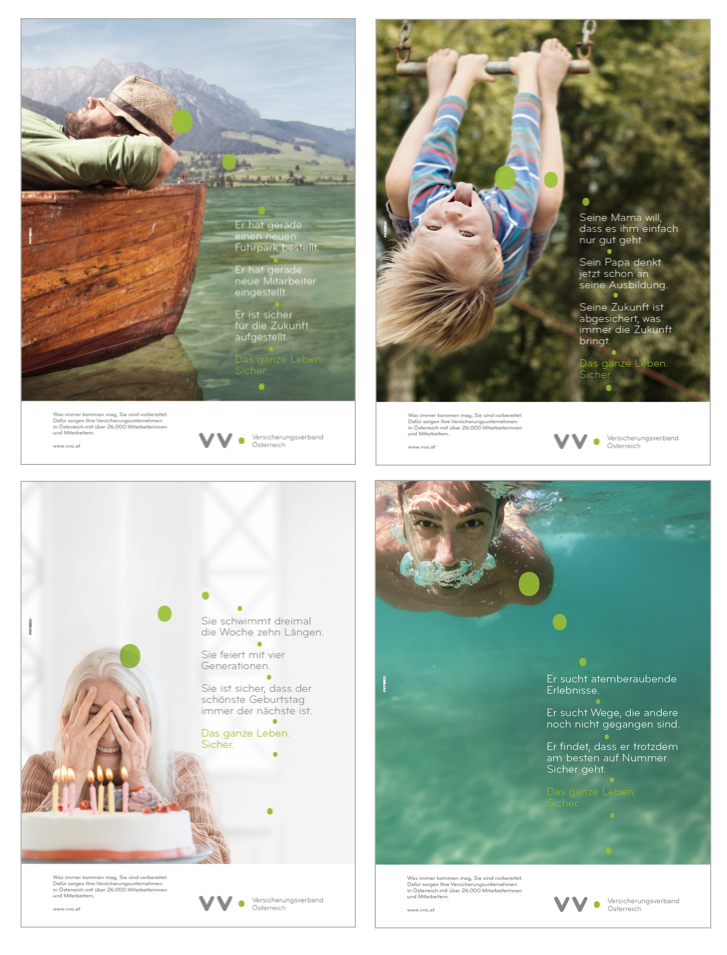 Er hat gerade
einen neuen
Fuhrpark bestellt.
Er hat gerade
neue Mitarbeiter
eingestellt.
Er ist sicher
für die Zukunft
aufgestellt.
Das ganze Leben.
Sicher.
Was immer kommen mag, Sie sind vorbereitet.
Dafür sorgen Ihre Versicherungsunternehmen
in Österreich mit über 26.000 Mitarbeiterinnen
und Mitarbeitern.
www.vvo.at
VV
Versicherungsverband
Österreich
Seine Mama will,
dass es ihm einfach
nur gut geht.
Sein Papa denkt
jetzt schon an
seine Ausbildung.
Seine Zukunft ist
abgesichert, was
immer die Zukunft
bringt.
Das ganze Leben.
Sicher.
Was immer kommen mag, Sie sind vorbereitet.
Dafür sorgen Ihre Versicherungsunternehmen
in Österreich mit über 26.000 Mitarbeiterinnen
und Mitarbeitern.
www.vvo.at
VV
Versicherungsverband
Österreich
Sie schwimmt dreimal
die Woche zehn Längen.
Sie feiert mit vier
Generationen.
Sie ist sicher, dass der
schönste Geburtstag
immer der nächste ist.
Das ganze Leben.
Sicher.
Was immer kommen mag, Sie sind vorbereitet.
Dafür sorgen Ihre Versicherungsunternehmen
in Österreich mit über 26.000 Mitarbeiterinnen
und Mitarbeitern.
www.vvo.at
VV
Versicherungsverband
Österreich
Er sucht atemberaubende
Erlebnisse.
Er sucht Wege, die andere
noch nicht gegangen sind.
Er findet, dass er trotzdem
am besten auf Nummer
Sicher geht.
Das ganze Leben.
Sicher.
Was immer kommen mag, Sie sind vorbereitet.
Dafür sorgen Ihre Versicherungsunternehmen
in Österreich mit über 26.000 Mitarbeiterinnen
und Mitarbeitern.
www.vvo.at
VV
Versicherungsverband
Österreich